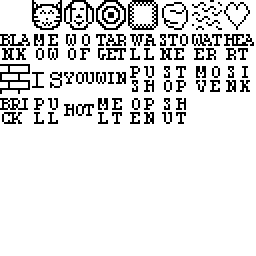 BLA ME WO TAR WA STO WAT HEA
NK OW OF GET LL NE ER RT
IS YOU WIN PU ST MO SI
SH OP VE NK
BRI PU HOT ME OP SH
CK LL LT EN UT